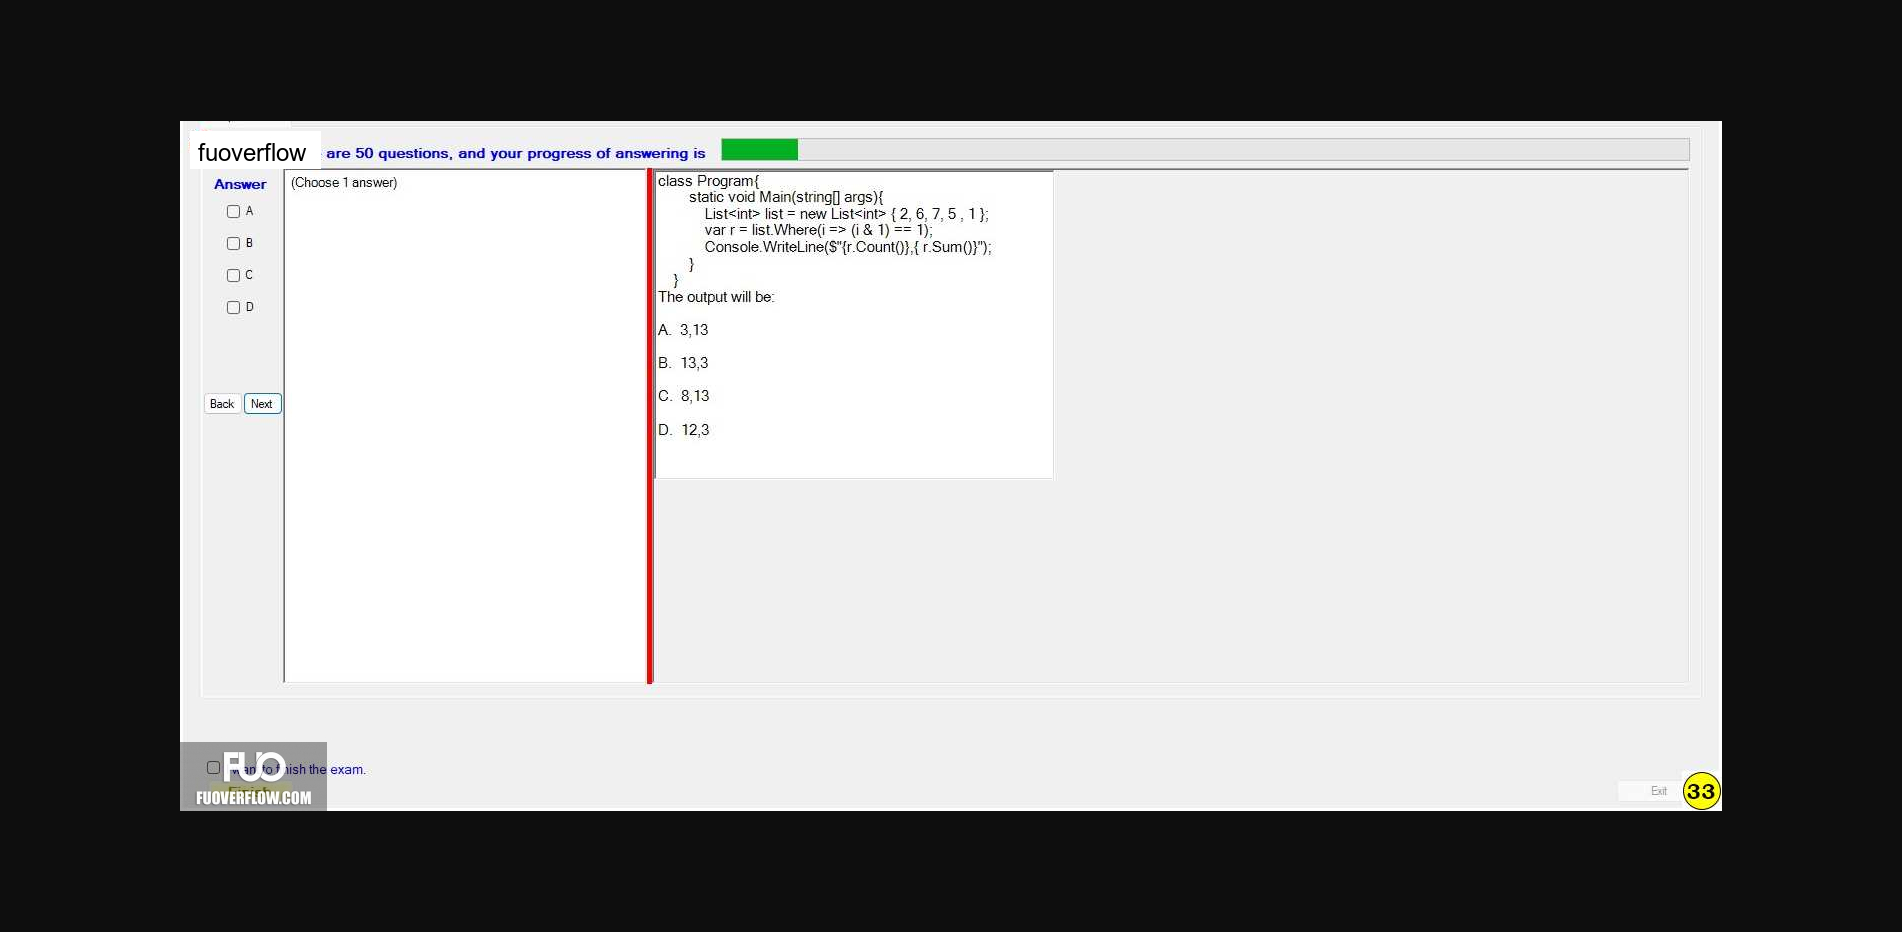 fuoverflow are 50 questions, and your progress of answering is
Answer
(Choose 1 answer)
A
B
C
D
Back Next
class Program{
static void Main(string[] args){
List<int> list = new List<int> { 2, 6, 7, 5 , 1 };
var r = list.Where(i => (i & 1) == 1);
Console.WriteLine($"{r.Count()},{ r.Sum()}");
}
}
The output will be:
A. 3,13
B. 13,3
C. 8,13
D. 12,3
FUO
to finish the exam.
Finish
FUOVERFLOW.COM
Exit
33